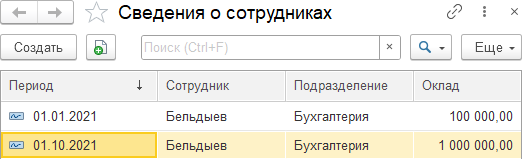 Сведения о сотрудниках
Создать Поиск (Ctrl+F) × Еще
Период ↓ Сотрудник Подразделение Оклад
01.01.2021 Бельдыев Бухгалтерия 100 000,00
01.10.2021 Бельдыев Бухгалтерия 1 000 000,00